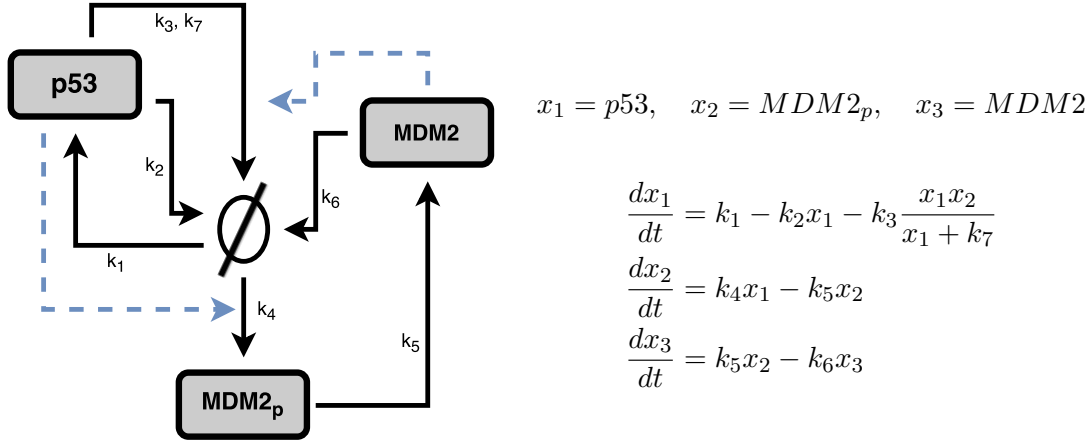 k3, k7
p53
MDM2
k2
k6
k1
k4
k5
MDM2p
x1 = p53, x2 = MDM2p, x3 = MDM2
dx1/dt = k1 − k2x1 − k3 x1x2/(x1 + k7)
dx2/dt = k4x1 − k5x2
dx3/dt = k5x2 − k6x3